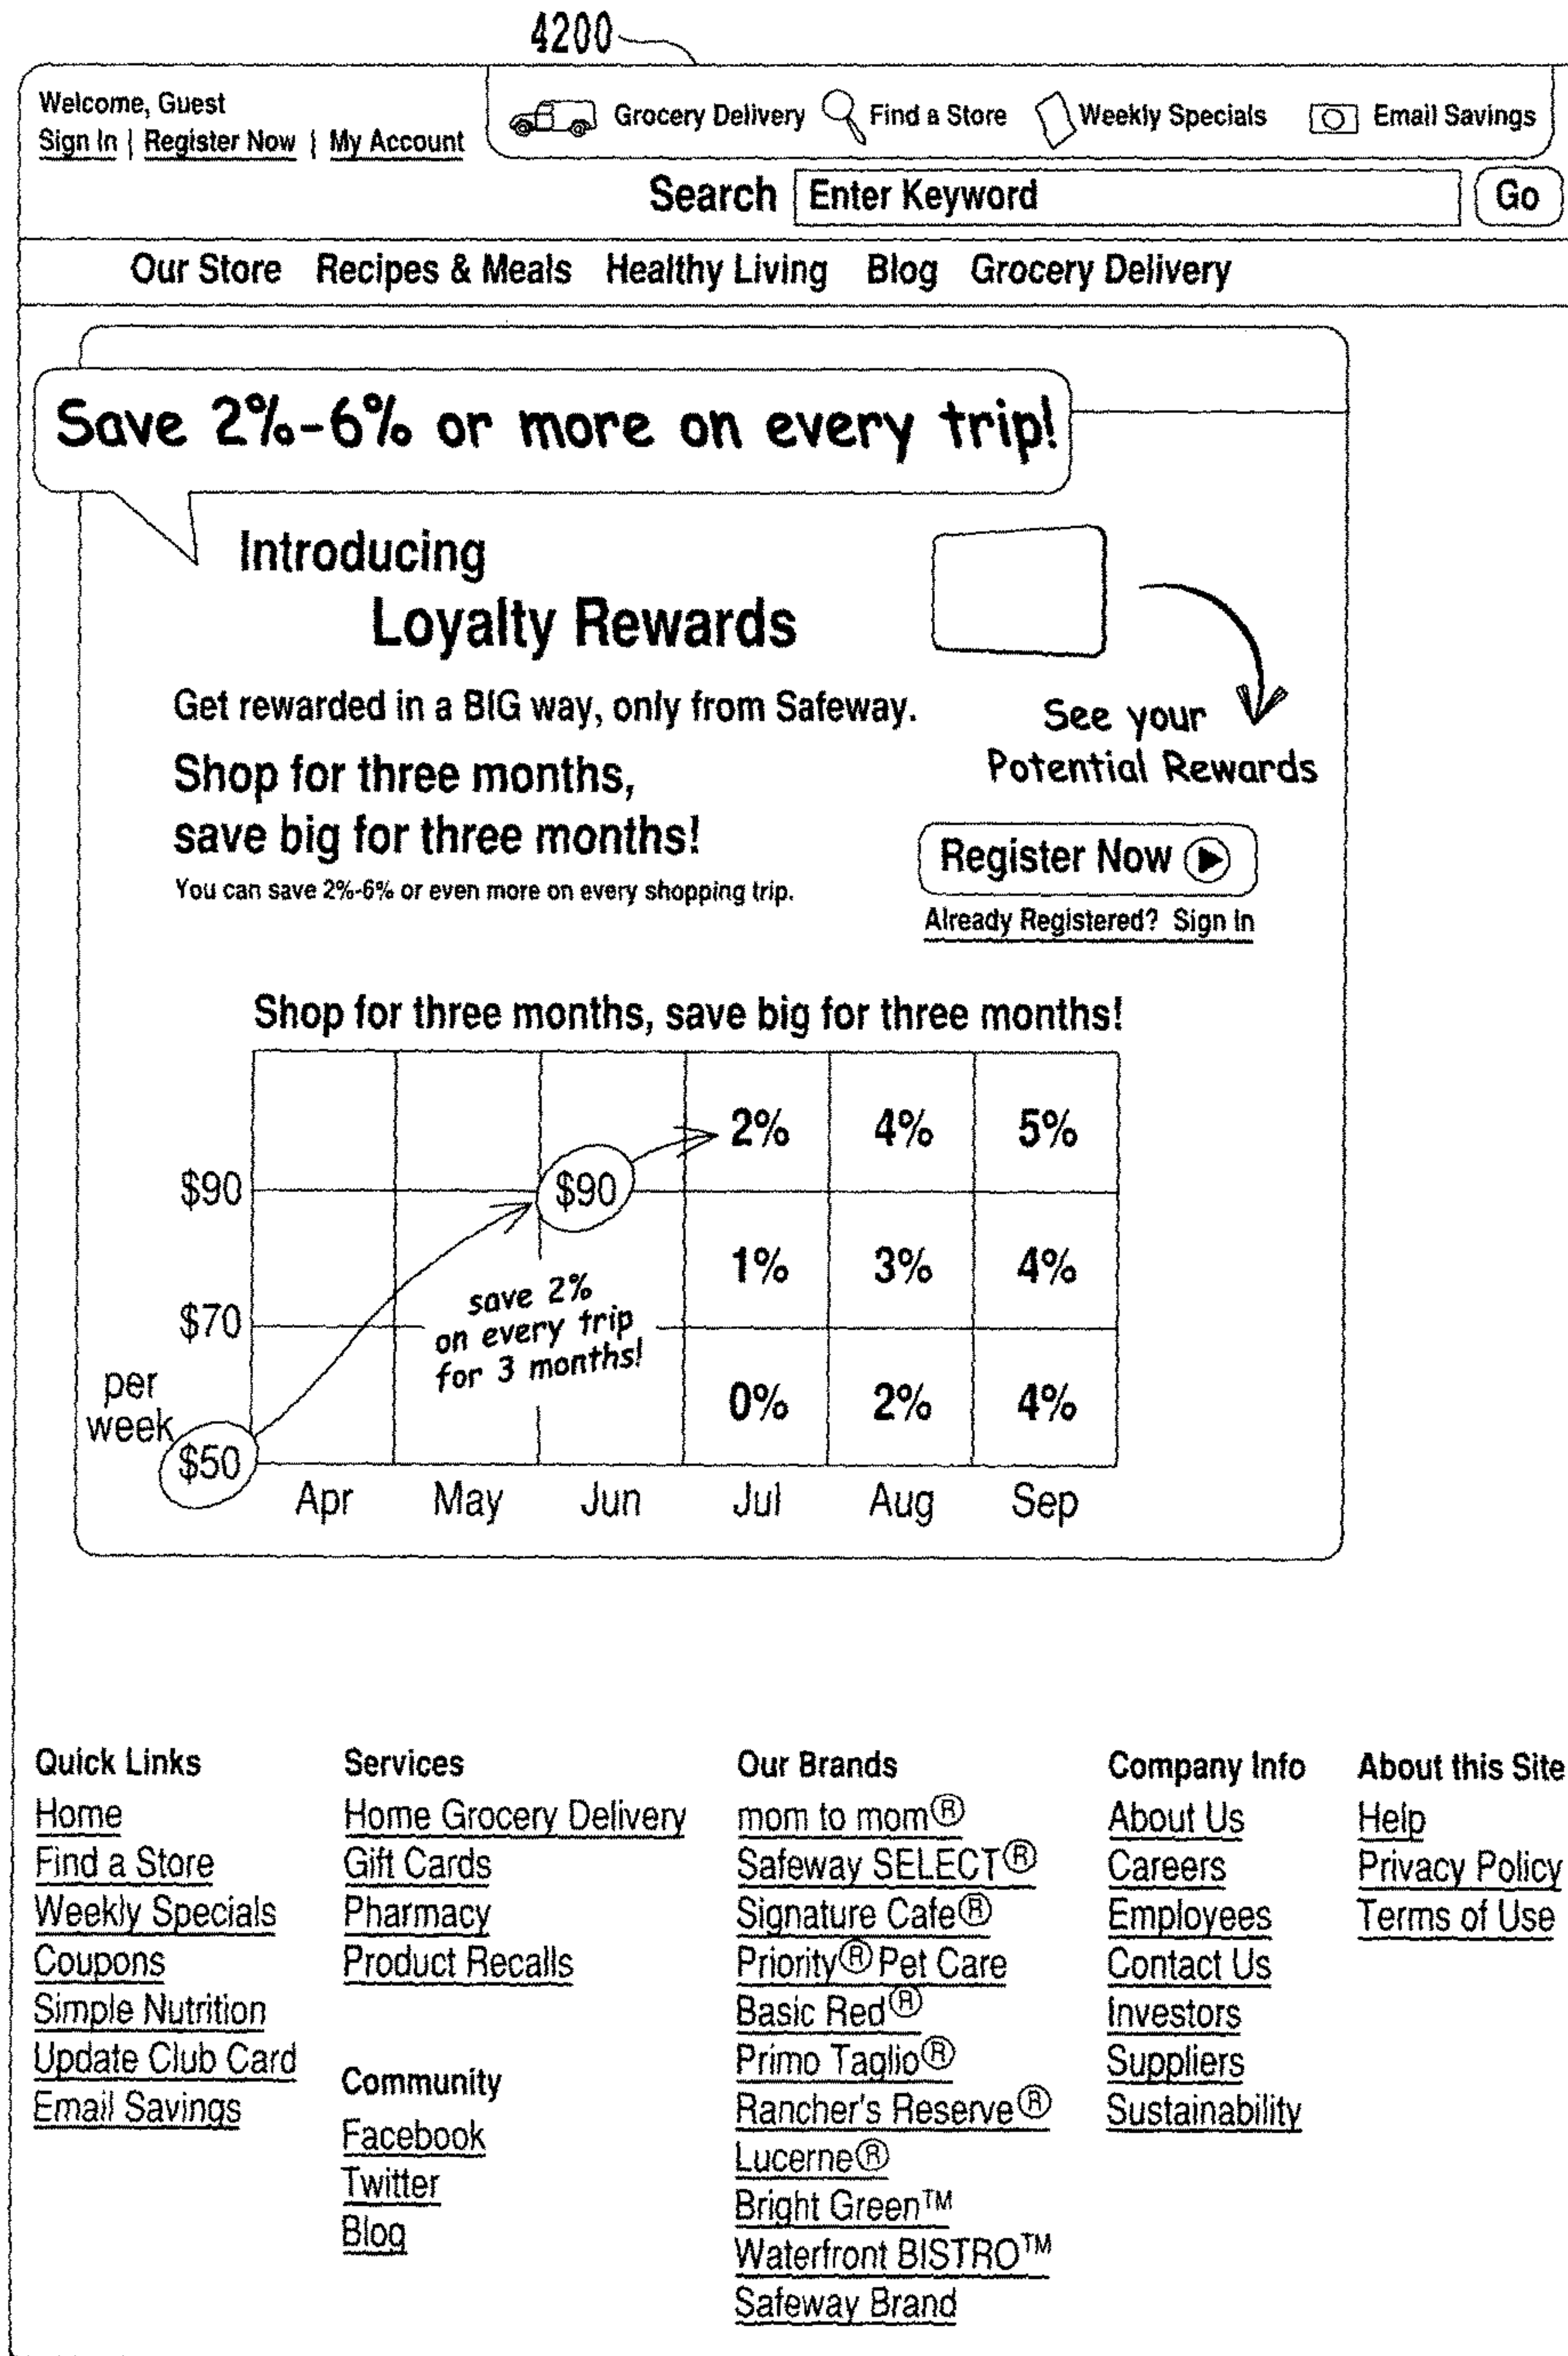 4200
Welcome, Guest
Sign In | Register Now | My Account
Grocery Delivery Find a Store Weekly Specials Email Savings
Search Enter Keyword Go
Our Store Recipes & Meals Healthy Living Blog Grocery Delivery
Save 2%-6% or more on every trip!
Introducing
Loyalty Rewards
Get rewarded in a BIG way, only from Safeway.
Shop for three months,
save big for three months!
You can save 2%-6% or even more on every shopping trip.
See your
Potential Rewards
Register Now
Already Registered? Sign In
Shop for three months, save big for three months!
2% 4% 5%
$90 $90
1% 3% 4%
save 2%
on every trip
for 3 months!
$70
0% 2% 4%
per
week
$50
Apr May Jun Jul Aug Sep
Quick Links
Home
Find a Store
Weekly Specials
Coupons
Simple Nutrition
Update Club Card
Email Savings
Services
Home Grocery Delivery
Gift Cards
Pharmacy
Product Recalls
Community
Facebook
Twitter
Blog
Our Brands
mom to mom®
Safeway SELECT®
Signature Cafe®
Priority® Pet Care
Basic Red®
Primo Taglio®
Rancher's Reserve®
Lucerne®
Bright Green™
Waterfront BISTRO™
Safeway Brand
Company Info
About Us
Careers
Employees
Contact Us
Investors
Suppliers
Sustainability
About this Site
Help
Privacy Policy
Terms of Use